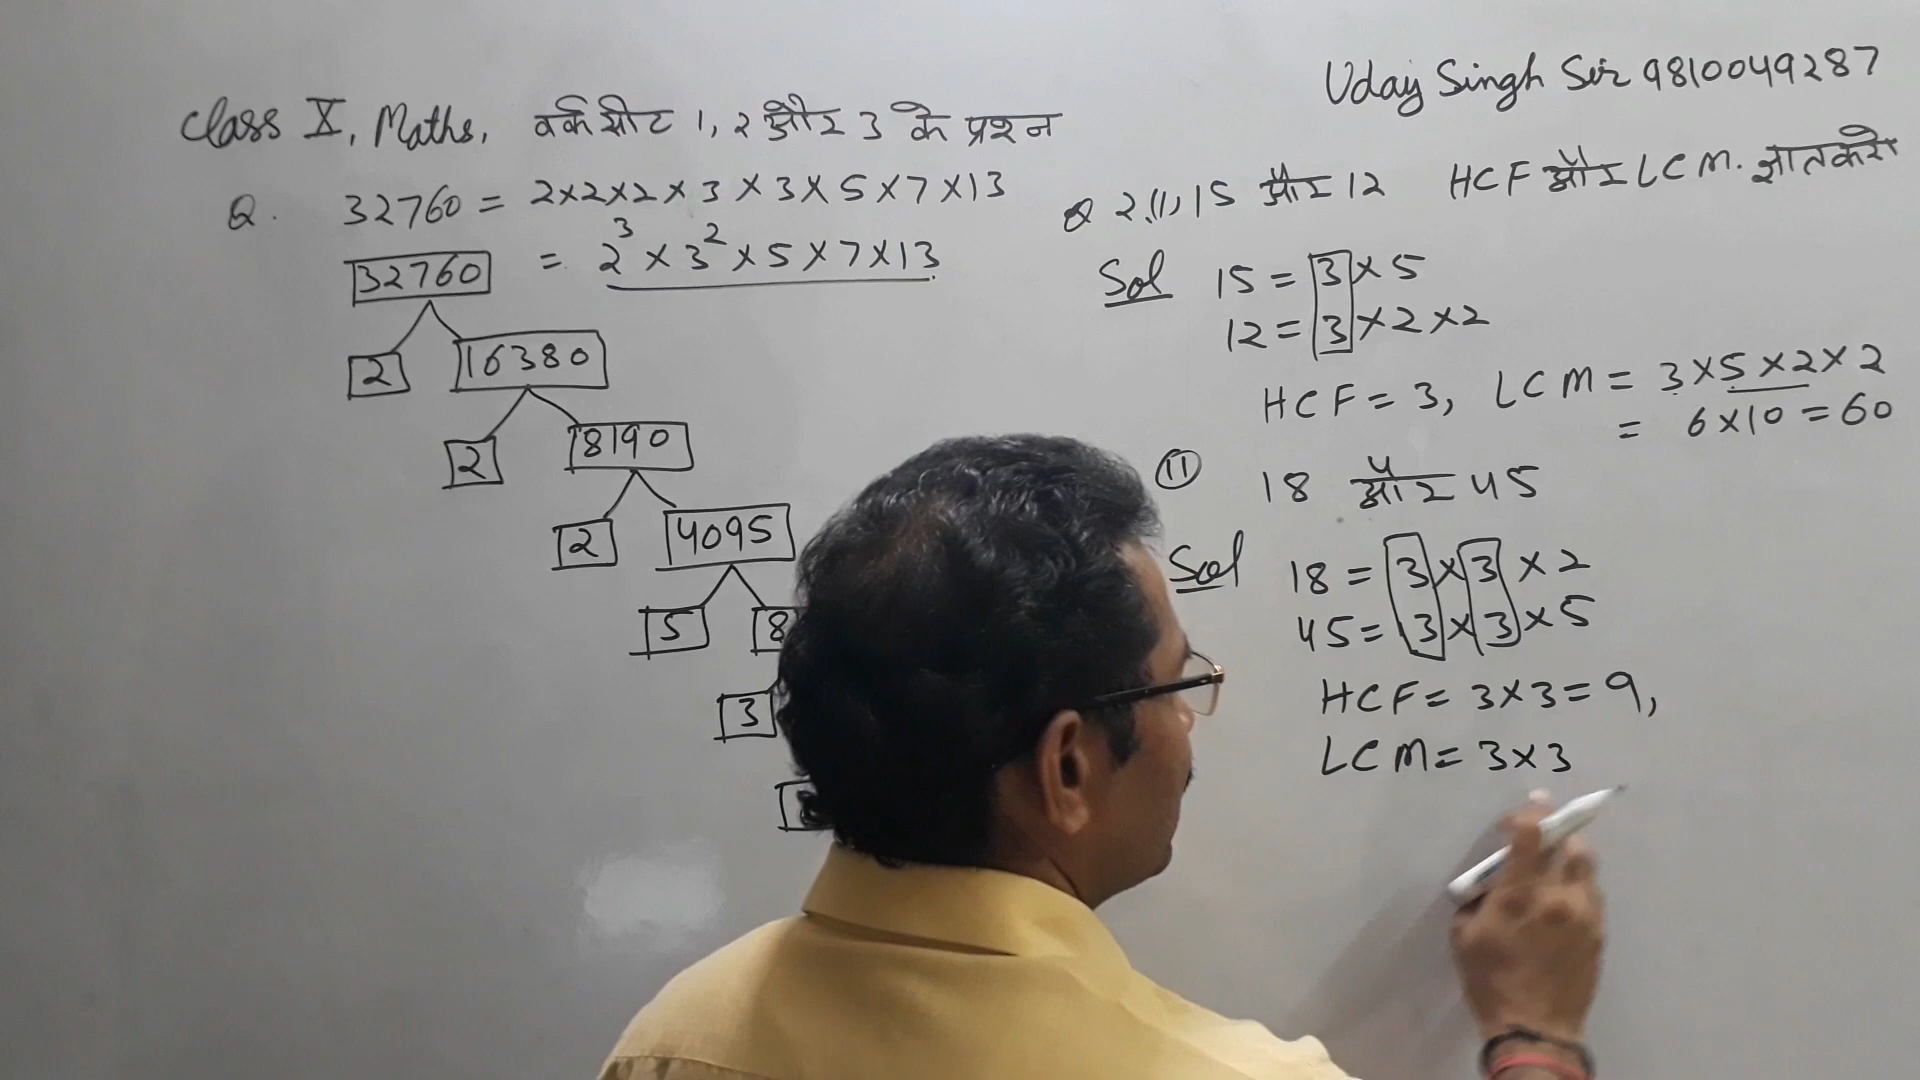 Uday Singh Sir 9810049287
Class X, Maths, वर्कशीट 1, 2 और 3 के प्रश्न
Q. 32760 = 2×2×2×3×3×5×7×13
= 2³×3²×5×7×13
32760
2 16380
2 8190
2 4095
5 8
3
Q 2.(1), 15 और 12 HCF और LCM. ज्ञात करो
Sol 15 = 3×5
12 = 3×2×2
HCF = 3, LCM = 3×5×2×2
= 6×10 = 60
(11) 18 और 45
Sol 18 = 3×3×2
45 = 3×3×5
HCF = 3×3 = 9,
LCM = 3×3